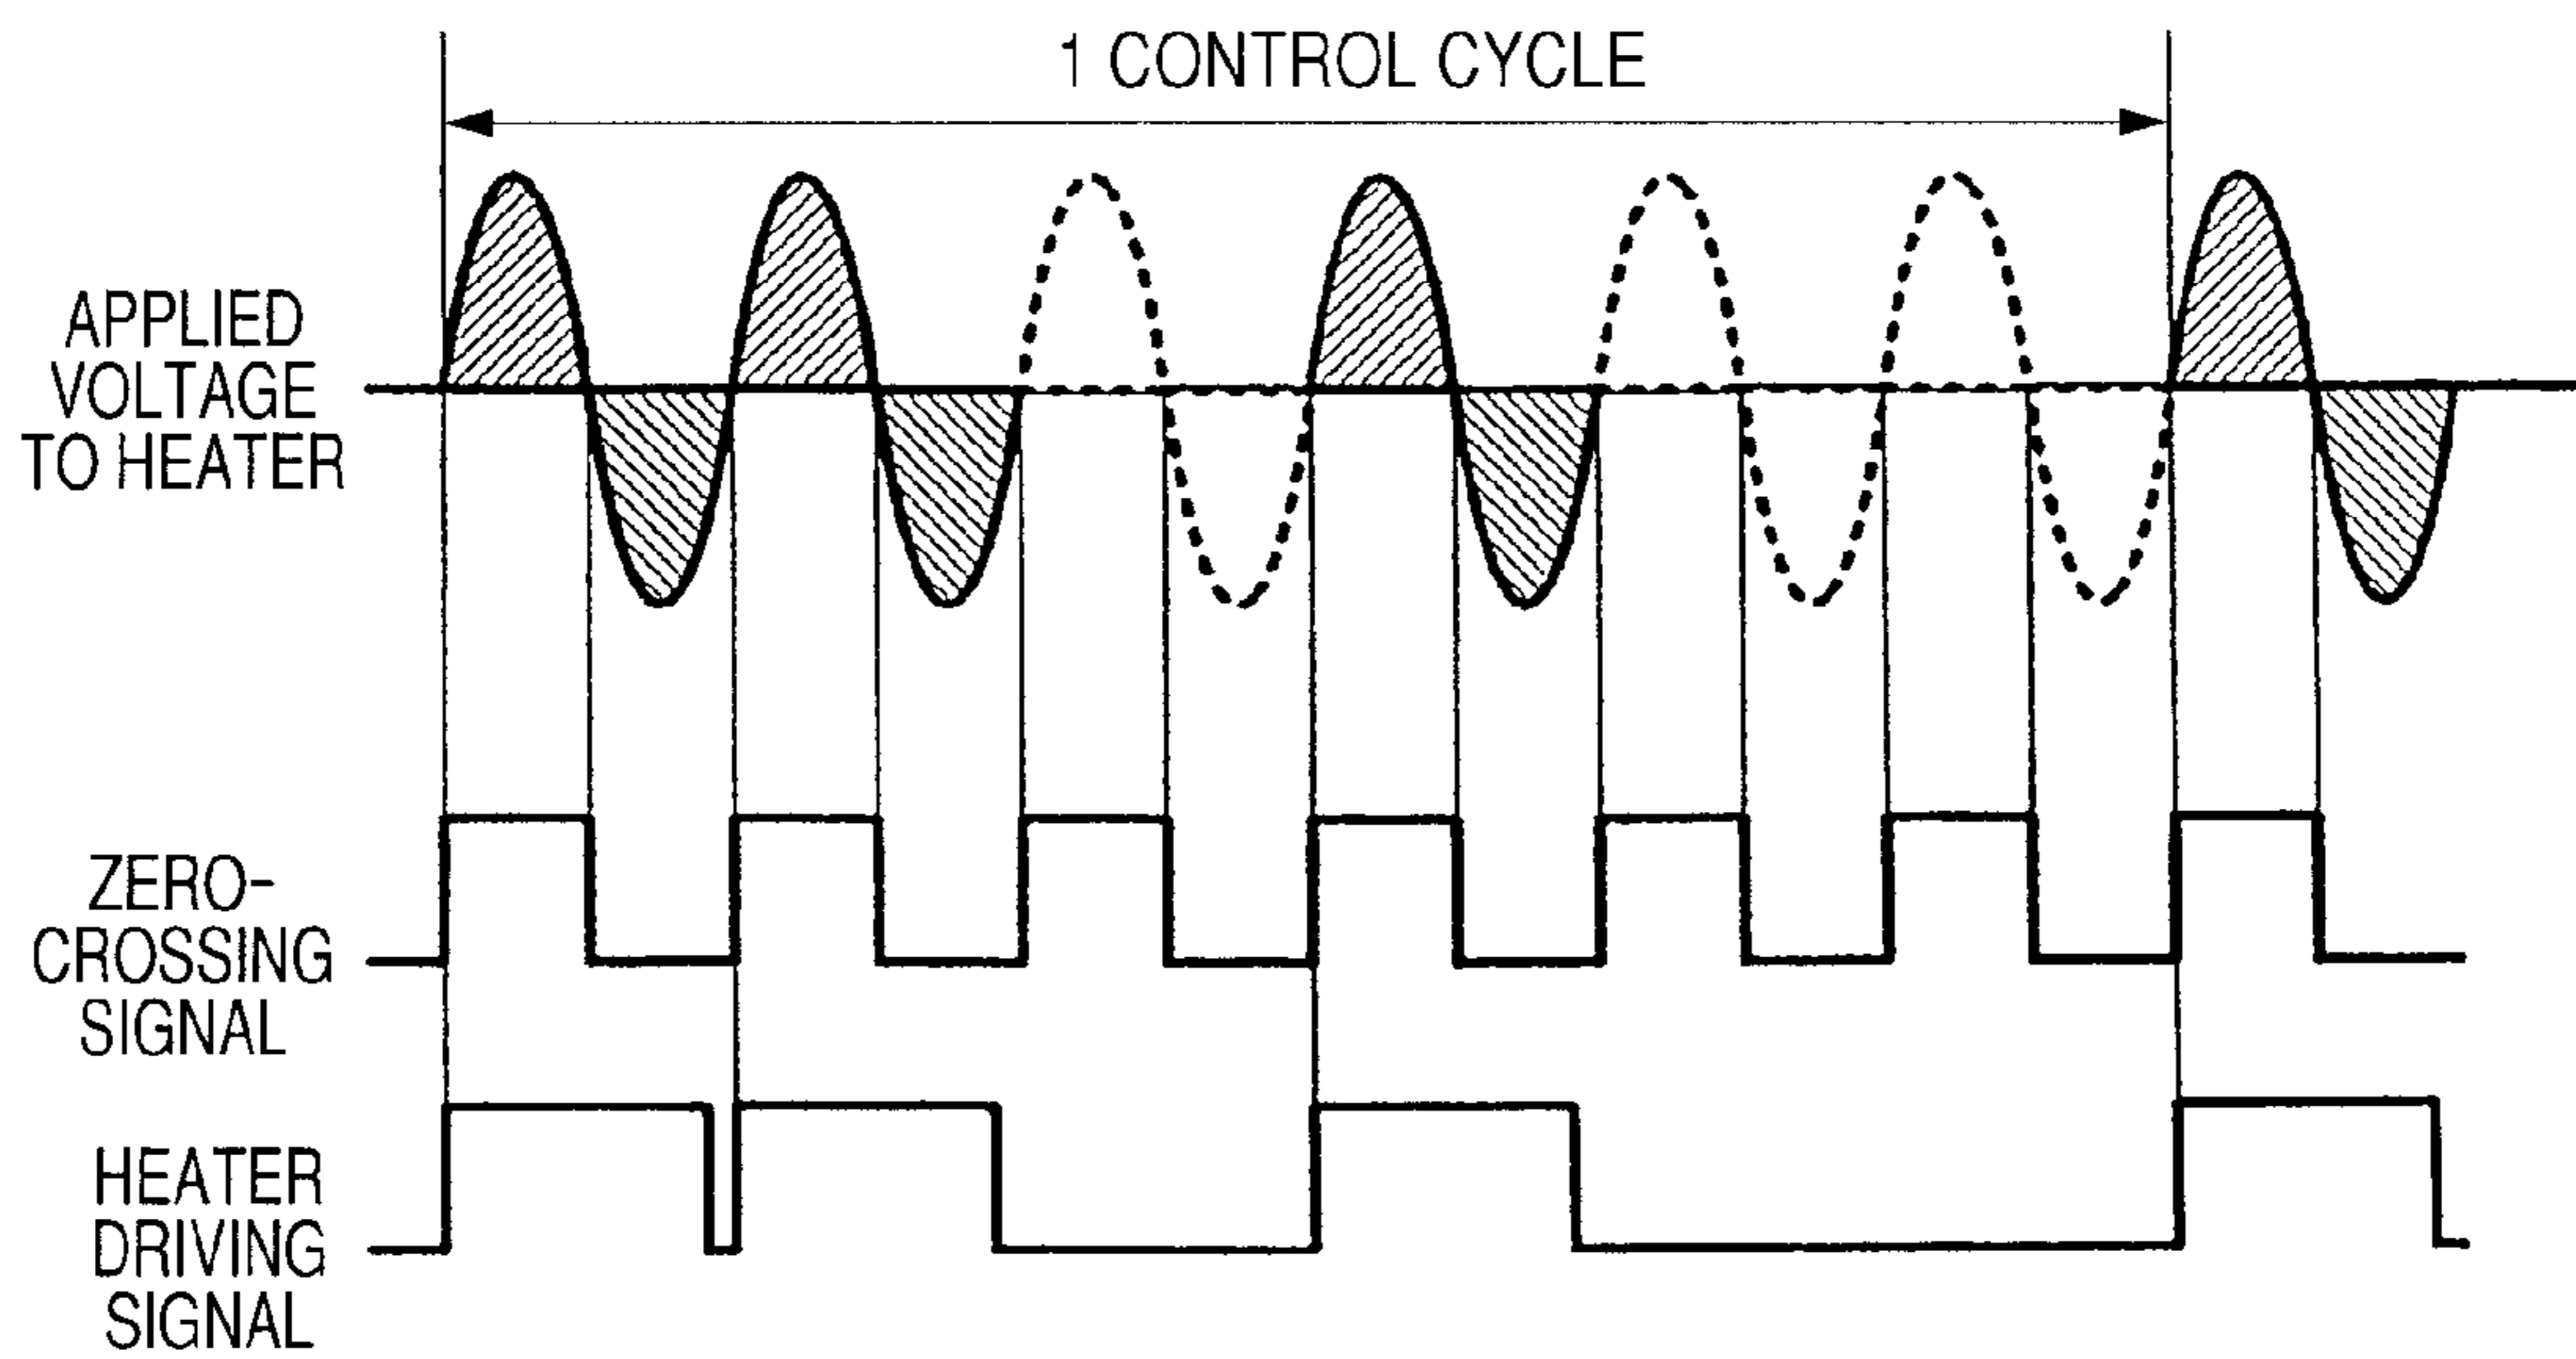 1 CONTROL CYCLE
APPLIED
VOLTAGE
TO HEATER
ZERO-
CROSSING
SIGNAL
HEATER
DRIVING
SIGNAL